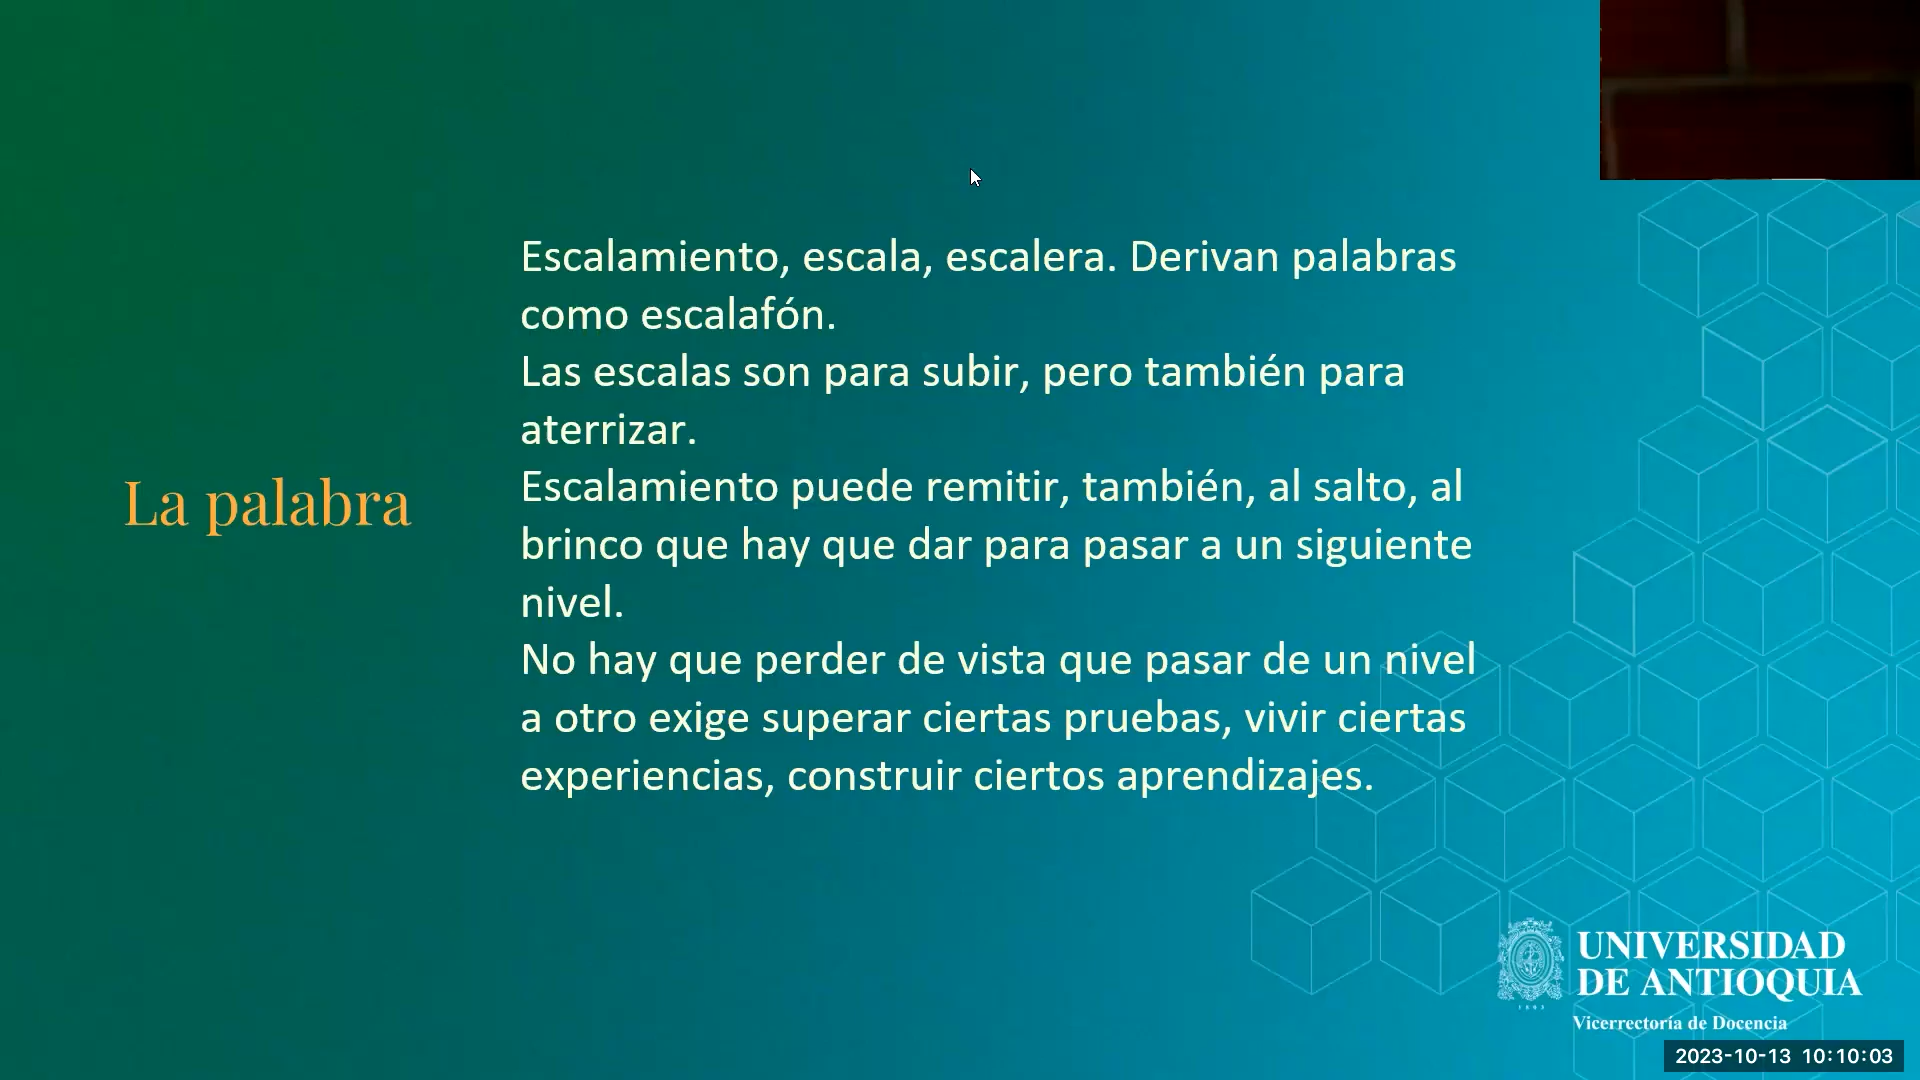 La palabra
Escalamiento, escala, escalera. Derivan palabras
como escalafón.
Las escalas son para subir, pero también para
aterrizar.
Escalamiento puede remitir, también, al salto, al
brinco que hay que dar para pasar a un siguiente
nivel.
No hay que perder de vista que pasar de un nivel
a otro exige superar ciertas pruebas, vivir ciertas
experiencias, construir ciertos aprendizajes.
UNIVERSIDAD
DE ANTIOQUIA
1803
Vicerrectoría de Docencia
2023-10-13 10:10:03